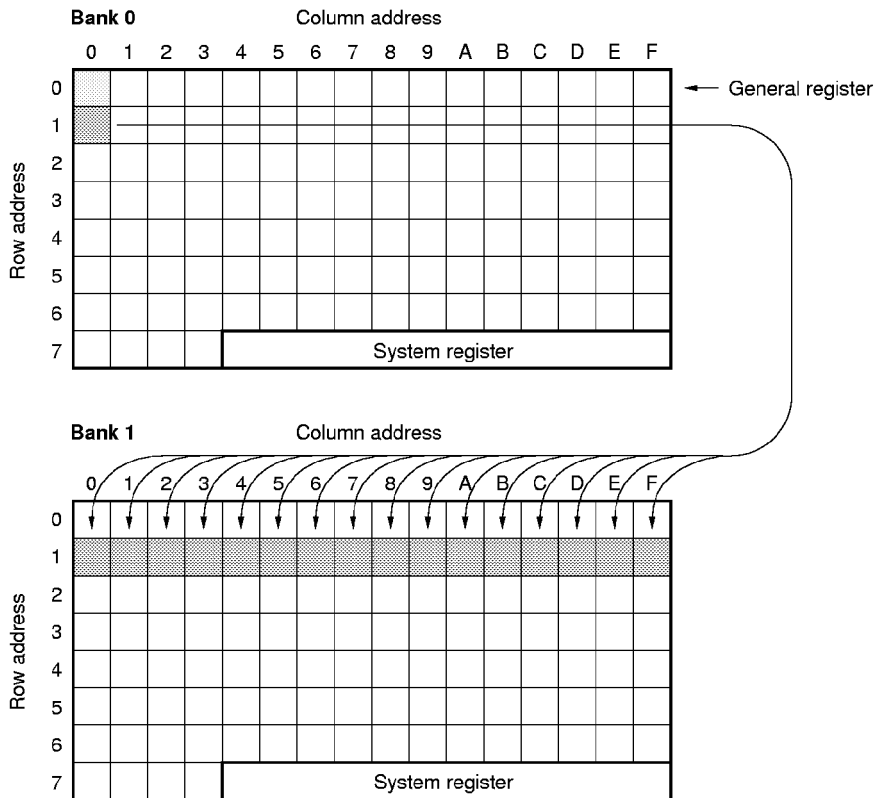 Bank 0 Column address
0 1 2 3 4 5 6 7 8 9 A B C D E F
0 General register
1
2
3
4
5
6
7 System register
Row address
Bank 1 Column address
0 1 2 3 4 5 6 7 8 9 A B C D E F
0
1
2
3
4
5
6
7 System register
Row address